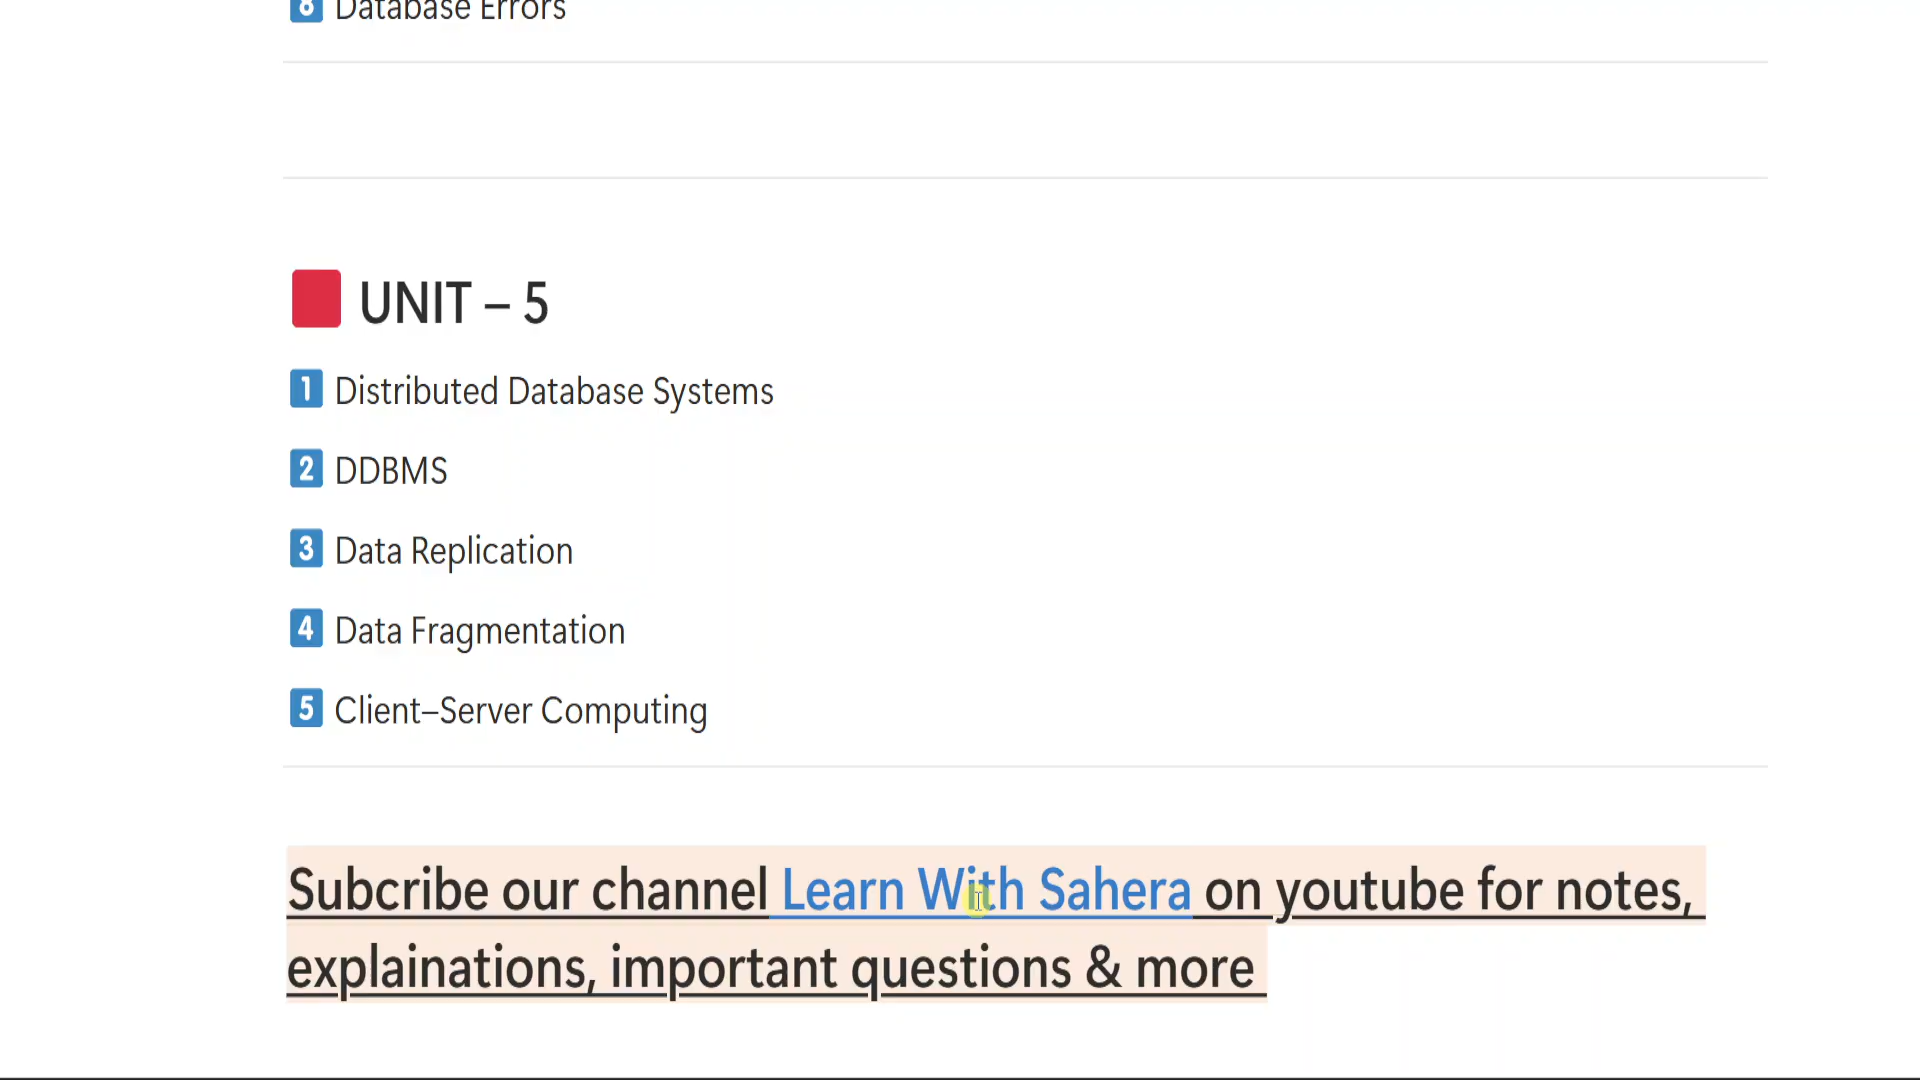 8 Database Errors
UNIT – 5
1 Distributed Database Systems
2 DDBMS
3 Data Replication
4 Data Fragmentation
5 Client–Server Computing
Subcribe our channel Learn With Sahera on youtube for notes,
explainations, important questions & more